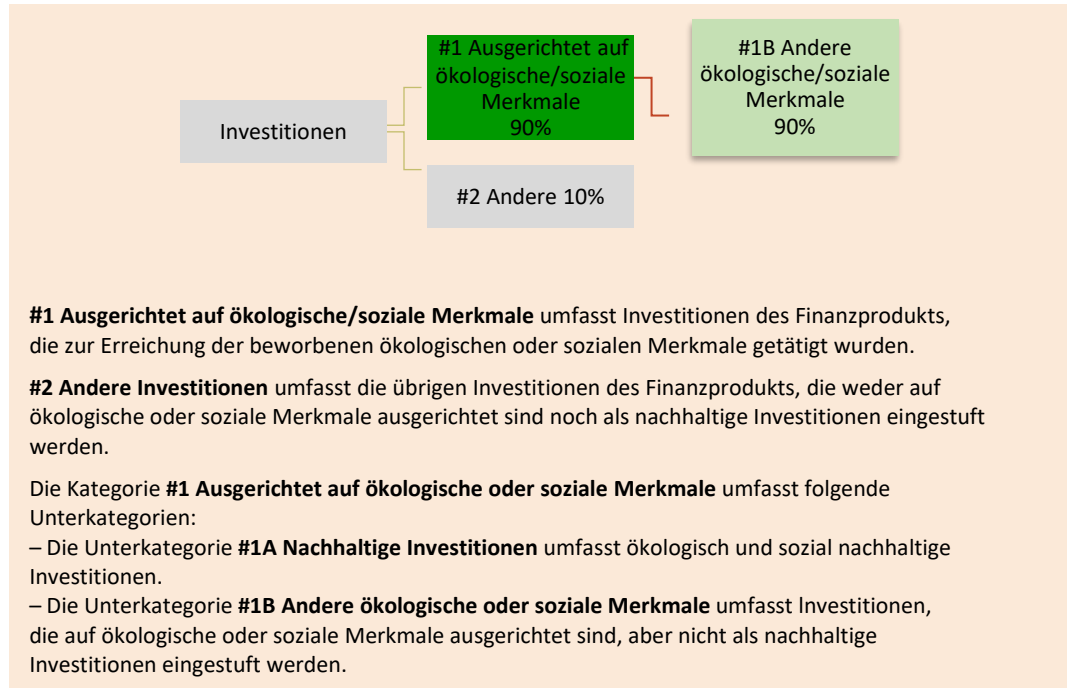 #1 Ausgerichtet auf
ökologische/soziale
Merkmale
90%
#1B Andere
ökologische/soziale
Merkmale
90%
Investitionen
#2 Andere 10%
#1 Ausgerichtet auf ökologische/soziale Merkmale umfasst Investitionen des Finanzprodukts,
die zur Erreichung der beworbenen ökologischen oder sozialen Merkmale getätigt wurden.
#2 Andere Investitionen umfasst die übrigen Investitionen des Finanzprodukts, die weder auf
ökologische oder soziale Merkmale ausgerichtet sind noch als nachhaltige Investitionen eingestuft
werden.
Die Kategorie #1 Ausgerichtet auf ökologische oder soziale Merkmale umfasst folgende
Unterkategorien:
– Die Unterkategorie #1A Nachhaltige Investitionen umfasst ökologisch und sozial nachhaltige
Investitionen.
– Die Unterkategorie #1B Andere ökologische oder soziale Merkmale umfasst Investitionen,
die auf ökologische oder soziale Merkmale ausgerichtet sind, aber nicht als nachhaltige
Investitionen eingestuft werden.